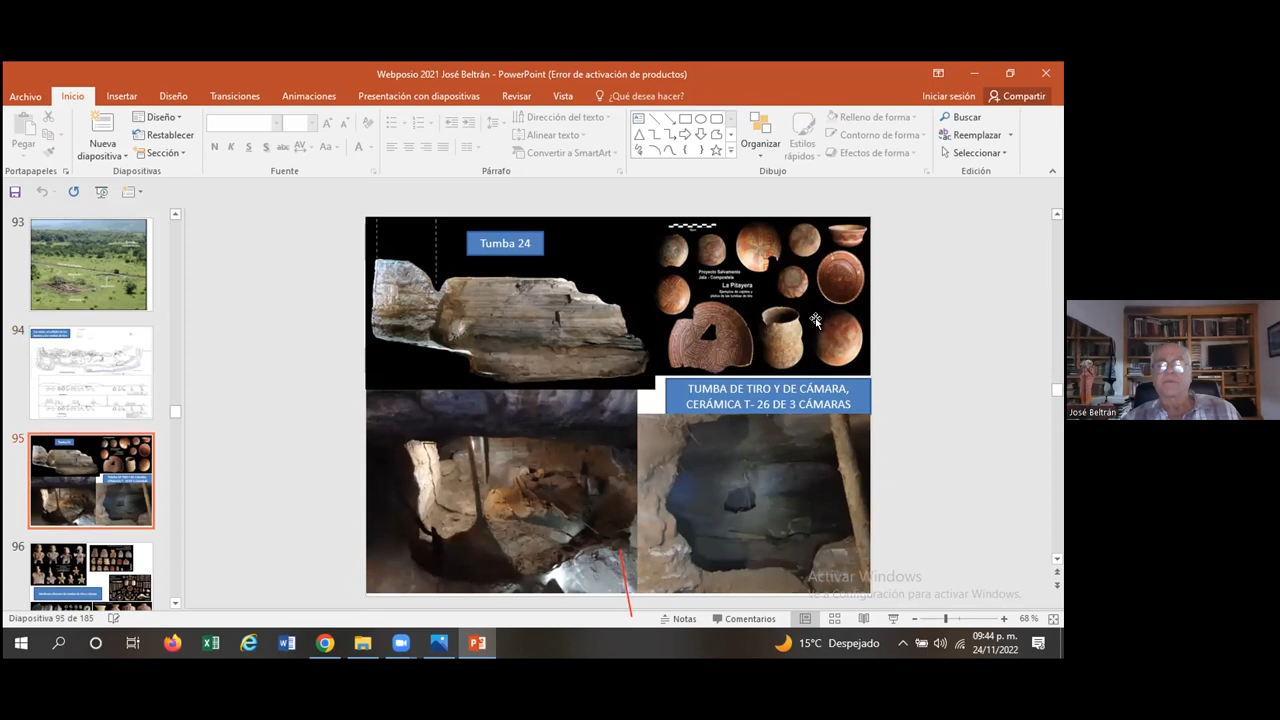 Webposio 2021 José Beltrán - PowerPoint (Error de activación de productos)
Archivo Inicio Insertar Diseño Transiciones Animaciones Presentación con diapositivas Revisar Vista ¿Qué desea hacer? Iniciar sesión Compartir
Pegar
Nueva diapositiva
Diseño
Restablecer
Sección
N K S S abc AV Aa A
Dirección del texto
Alinear texto
Convertir a SmartArt
Organizar
Estilos rápidos
Relleno de forma
Contorno de forma
Efectos de forma
Buscar
Reemplazar
Seleccionar
Portapapeles Diapositivas Fuente Párrafo Dibujo Edición
93
94
95
96
Tumba 24
Proyecto Salvamento
Jala - Compostela
La Pitayera
TUMBA DE TIRO Y DE CÁMARA,
CERÁMICA T- 26 DE 3 CÁMARAS
José Beltrán
Activar Windows
Ve a Configuración para activar Windows.
Diapositiva 95 de 185 Notas Comentarios 68 %
15°C Despejado
09:44 p. m.
24/11/2022